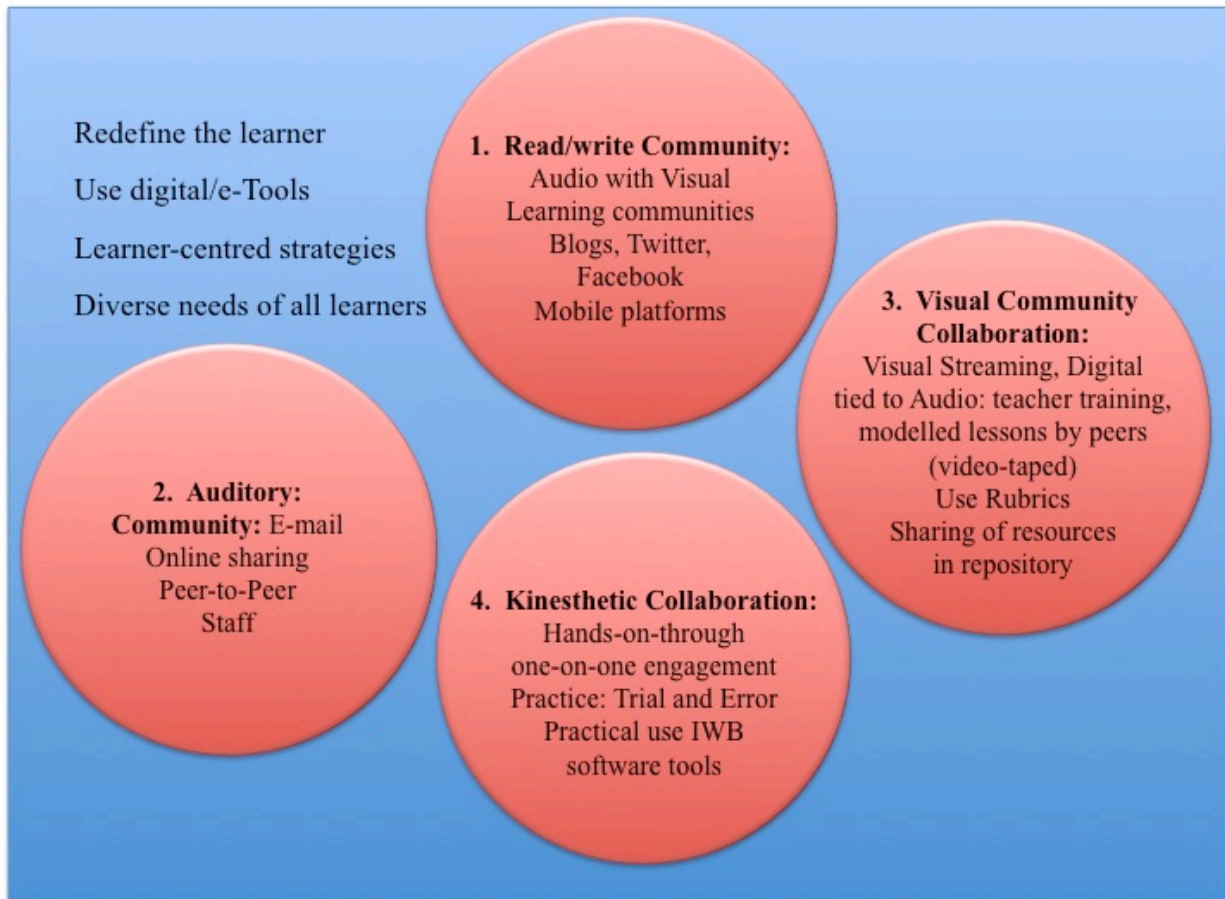 Redefine the learner
Use digital/e-Tools
Learner-centred strategies
Diverse needs of all learners
1. Read/write Community:
Audio with Visual
Learning communities
Blogs, Twitter,
Facebook
Mobile platforms
2. Auditory:
Community: E-mail
Online sharing
Peer-to-Peer
Staff
3. Visual Community
Collaboration:
Visual Streaming, Digital
tied to Audio: teacher training,
modelled lessons by peers
(video-taped)
Use Rubrics
Sharing of resources
in repository
4. Kinesthetic Collaboration:
Hands-on-through
one-on-one engagement
Practice: Trial and Error
Practical use IWB
software tools